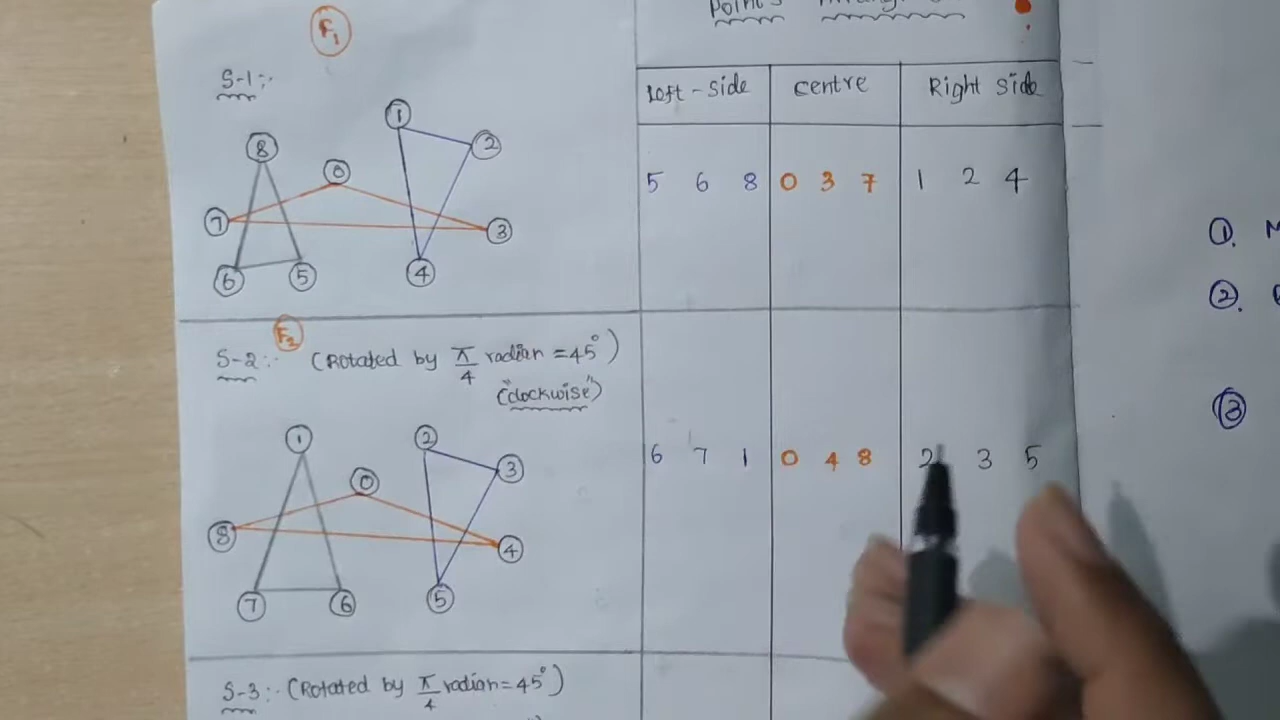 F1
S-1:-
1
8
2
0
7
3
6
5
4
F2
S-2:- (Rotated by π/4 radian = 45°)
("clockwise")
1
2
0
3
8
4
7
6
5
S-3:- (Rotated by π/4 radian = 45°)
Points
Left-side centre Right side
5 6 8 0 3 7 1 2 4
6 7 1 0 4 8 2 3 5
①.
②.
③